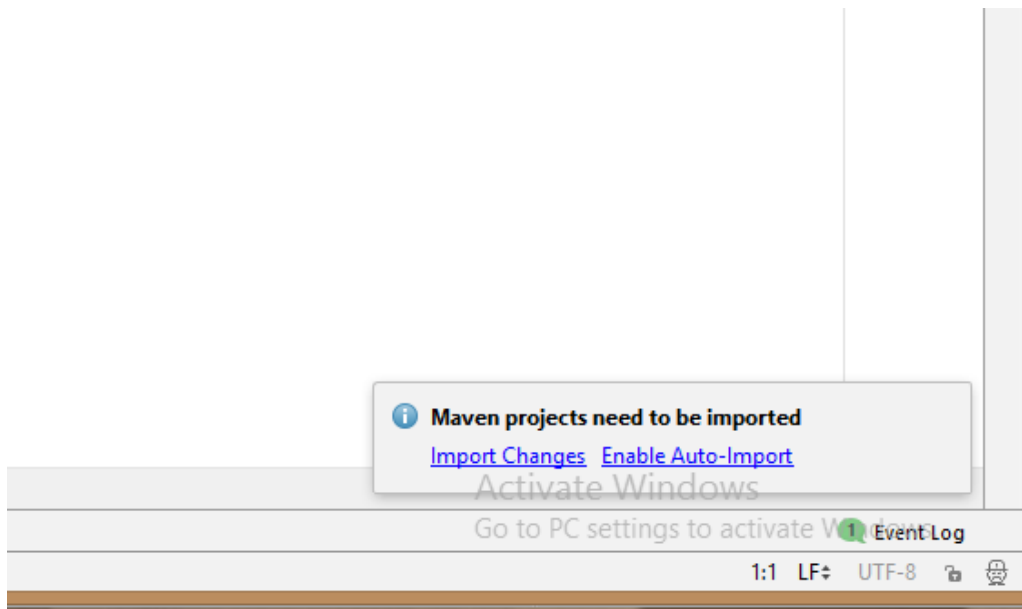 Maven projects need to be imported
Import Changes Enable Auto-Import
Activate Windows
Go to PC settings to activate Windows.
1 Event Log
1:1 LF UTF-8